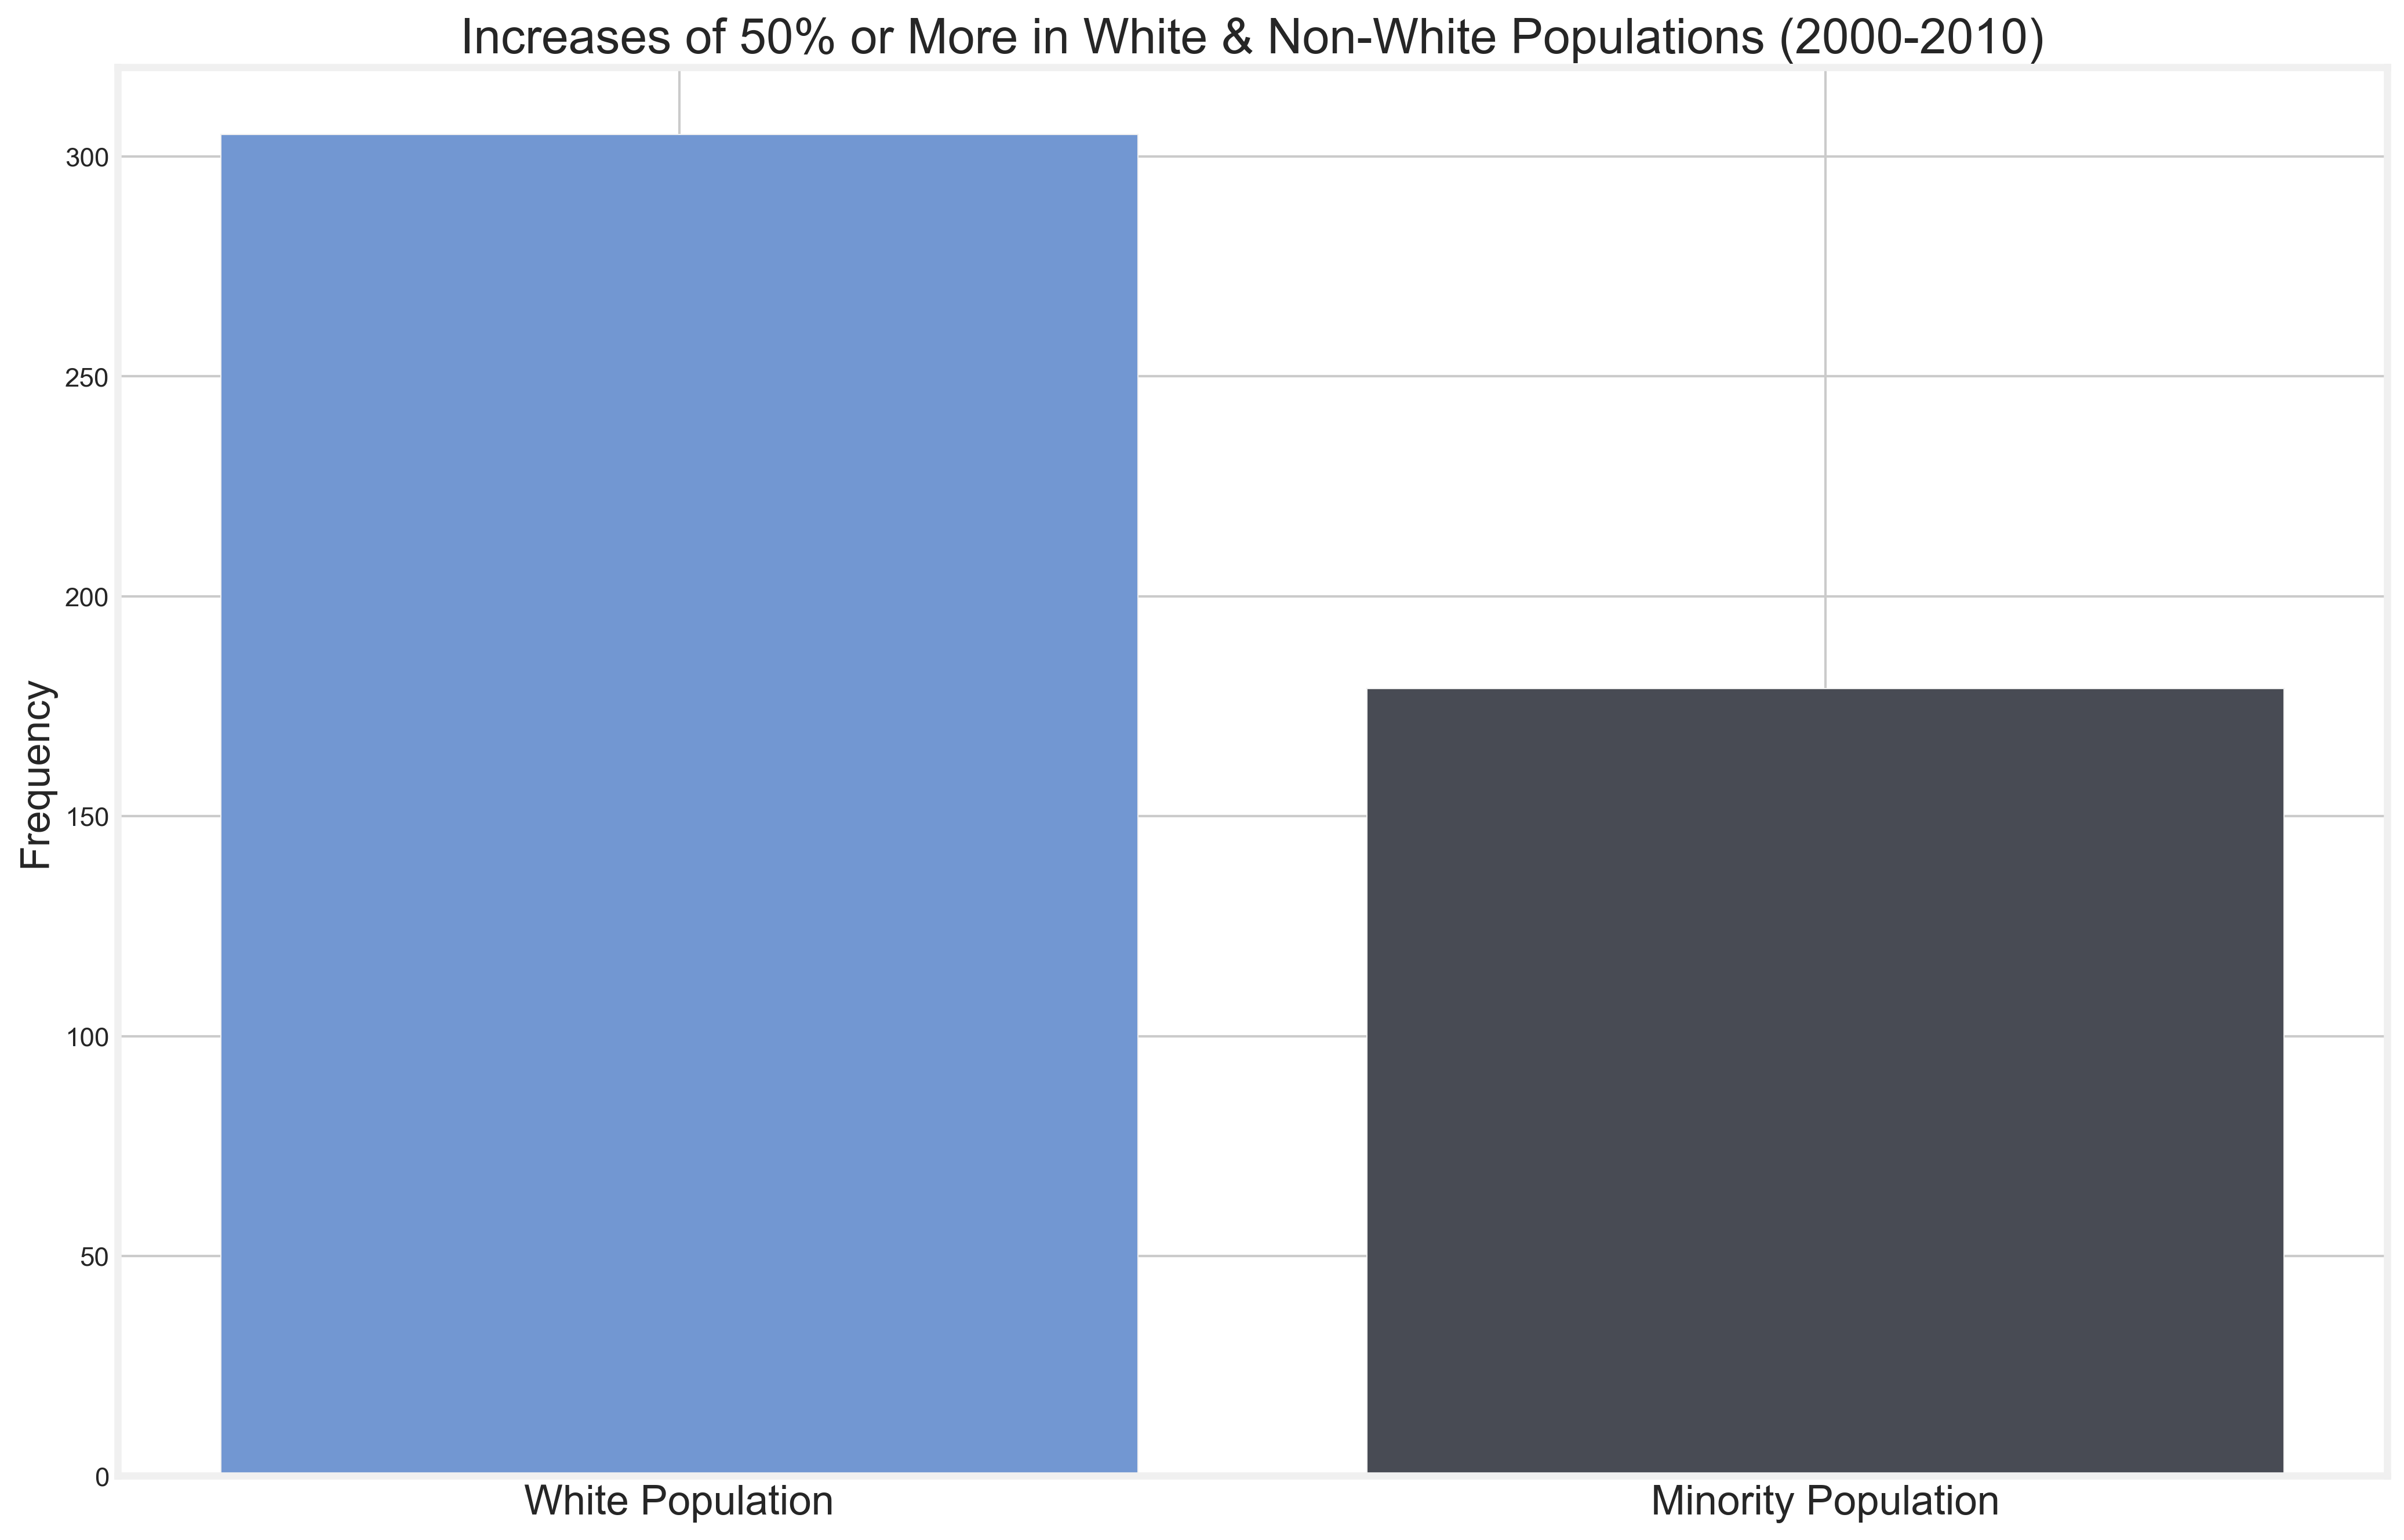 Increases of 50% or More in White & Non-White Populations (2000-2010)
300
250
200
150
100
50
0
Frequency
White Population
Minority Population